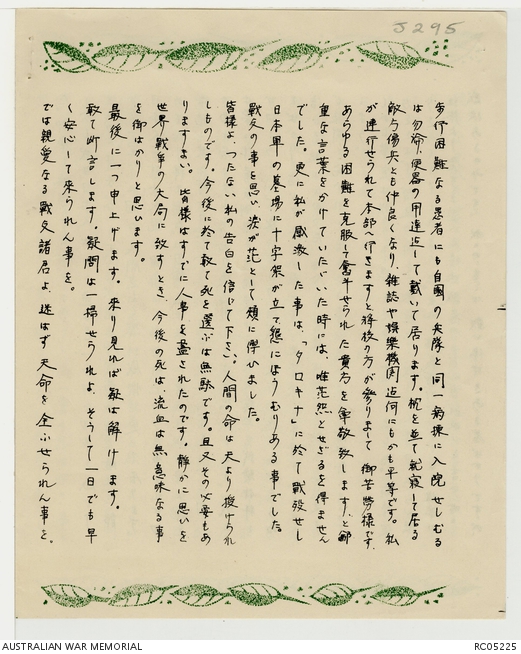 J295
歩行困難なる患者にも自國の兵隊と同一病棟に入院せしむる
は勿論、便器の用達迄して戴いて居ります。枕を並て起寝して居る
敵与傷兵とも仲良くなり、雑誌や娯楽機関迄何にもかも平等です。私
が連行せられて本部へ行きますと将校の方が参りまして御苦勞様です
あらゆる困難を克服して奮斗せられた貴方を尊敬致します、と鄭
重な言葉をかけていたゞいた時には、唯茫然とせざるを得ません
でした。更に私が感激した事は、「タロキナ」に於て戰歿せし
日本軍の墓場に十字架が立て懇にほうむりある事でした。
戰友の事を思い涙が茫として頬に傳ひました。
皆様よ、つたない私の告白を信じて下さい。人間の命は天より授けられ
しものです。今後に於て敢て死を選ぶは無駄です。且又その必要もあ
りますまい。皆様はすでに人事を盡されたのです。静かに思いを
世界戰爭の大局に致すとき、今後の死は、流血は無意味なる事
を御はかりと思います。
最後に一つ申上げます。來り見れば疑は解けます。
敢て断言します。疑問は一掃せられよ、そうして一日でも早
く安心して来られん事を。
では親愛なる戰友諸君よ、迷はず天命を全ふせられん事を。
AUSTRALIAN WAR MEMORIAL
RC05225